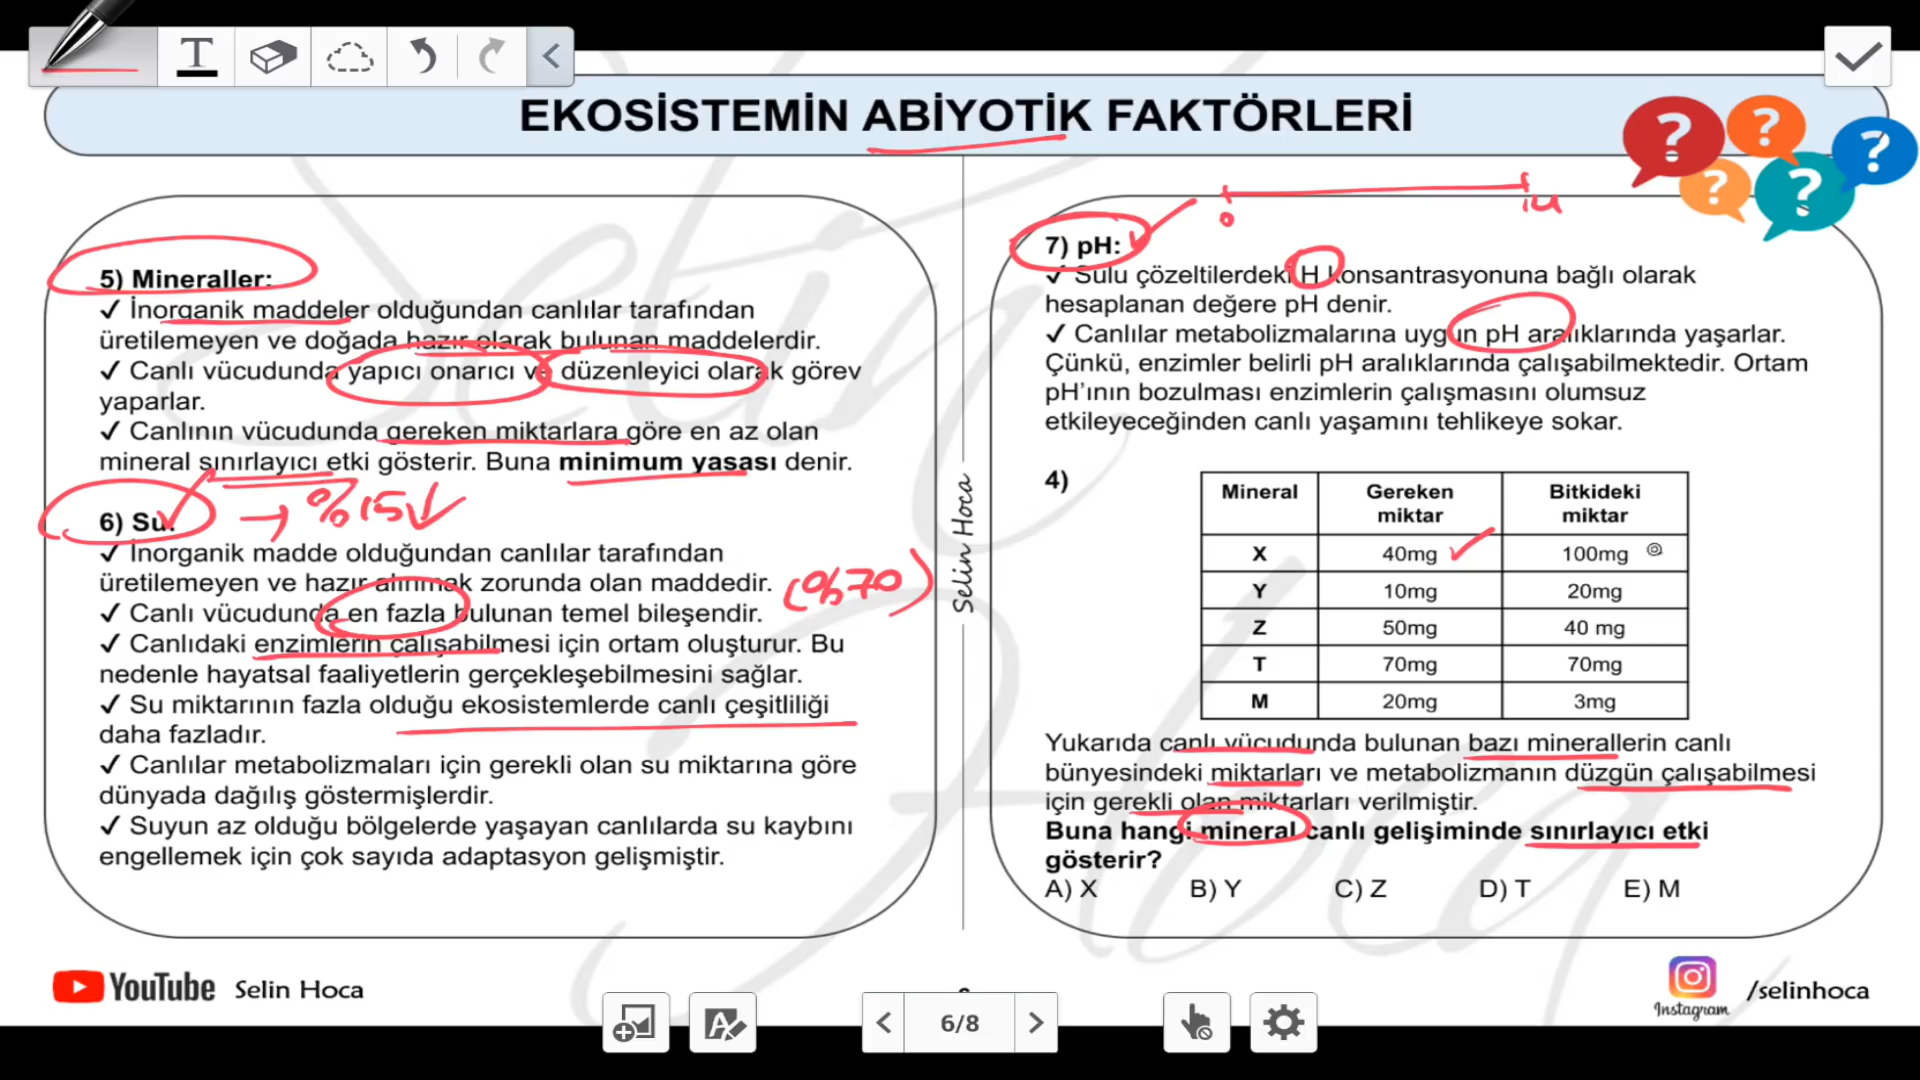 EKOSİSTEMİN ABİYOTİK FAKTÖRLERİ
5) Mineraller:
✓ İnorganik maddeler olduğundan canlılar tarafından
üretilemeyen ve doğada hazır olarak bulunan maddelerdir.
✓ Canlı vücudunda yapıcı onarıcı ve düzenleyici olarak görev
yaparlar.
✓ Canlının vücudunda gereken miktarlara göre en az olan
mineral sınırlayıcı etki gösterir. Buna minimum yasası denir.
→ %15↓
6) Su:
✓ İnorganik madde olduğundan canlılar tarafından
üretilemeyen ve hazır alınmak zorunda olan maddedir.
(%70)
✓ Canlı vücudunda en fazla bulunan temel bileşendir.
✓ Canlıdaki enzimlerin çalışabilmesi için ortam oluşturur. Bu
nedenle hayatsal faaliyetlerin gerçekleşebilmesini sağlar.
✓ Su miktarının fazla olduğu ekosistemlerde canlı çeşitliliği
daha fazladır.
✓ Canlılar metabolizmaları için gerekli olan su miktarına göre
dünyada dağılış göstermişlerdir.
✓ Suyun az olduğu bölgelerde yaşayan canlılarda su kaybını
engellemek için çok sayıda adaptasyon gelişmiştir.
Selin Hoca
0 14
7) pH:
✓ Sulu çözeltilerdeki H konsantrasyonuna bağlı olarak
hesaplanan değere pH denir.
✓ Canlılar metabolizmalarına uygun pH aralıklarında yaşarlar.
Çünkü, enzimler belirli pH aralıklarında çalışabilmektedir. Ortam
pH'ının bozulması enzimlerin çalışmasını olumsuz
etkileyeceğinden canlı yaşamını tehlikeye sokar.
4)
Mineral Gereken miktar Bitkideki miktar
X 40mg 100mg
Y 10mg 20mg
Z 50mg 40 mg
T 70mg 70mg
M 20mg 3mg
Yukarıda canlı vücudunda bulunan bazı minerallerin canlı
bünyesindeki miktarları ve metabolizmanın düzgün çalışabilmesi
için gerekli olan miktarları verilmiştir.
Buna hangi mineral canlı gelişiminde sınırlayıcı etki
gösterir?
A) X B) Y C) Z D) T E) M
YouTube Selin Hoca
6/8
Instagram /selinhoca